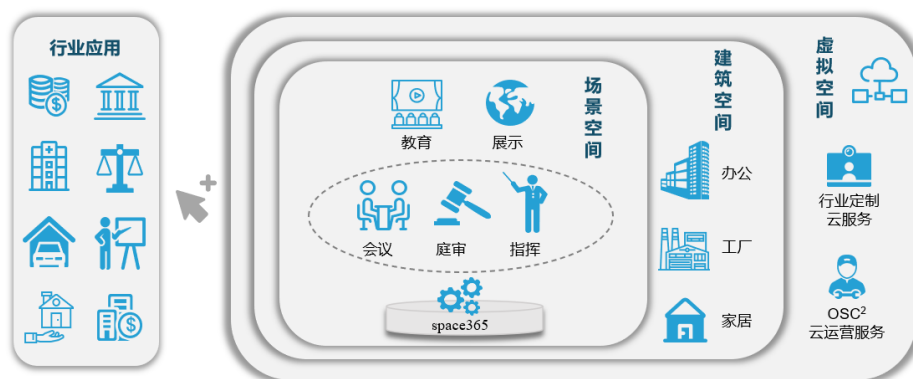 行业应用
场景空间
教育
展示
会议
庭审
指挥
space365
建筑空间
办公
工厂
家居
虚拟空间
行业定制
云服务
OSC²
云运营服务